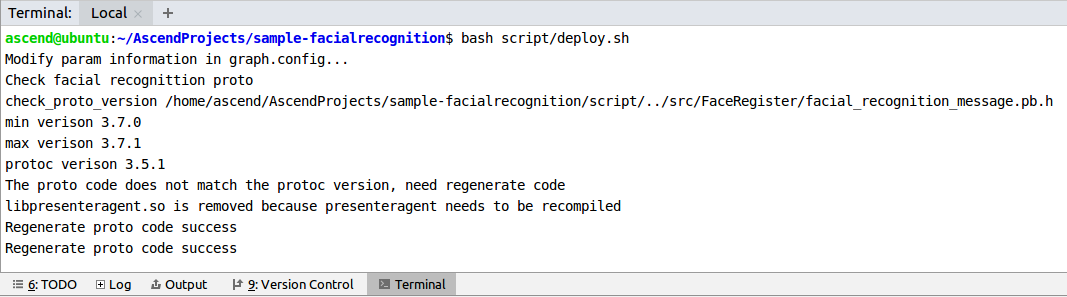 Terminal: Local × +
ascend@ubuntu:~/AscendProjects/sample-facialrecognition$ bash script/deploy.sh
Modify param information in graph.config...
Check facial recognittion proto
check_proto_version /home/ascend/AscendProjects/sample-facialrecognition/script/../src/FaceRegister/facial_recognition_message.pb.h
min verison 3.7.0
max verison 3.7.1
protoc verison 3.5.1
The proto code does not match the protoc version, need regenerate code
libpresenteragent.so is removed because presenteragent needs to be recompiled
Regenerate proto code success
Regenerate proto code success
6: TODO Log Output 9: Version Control Terminal